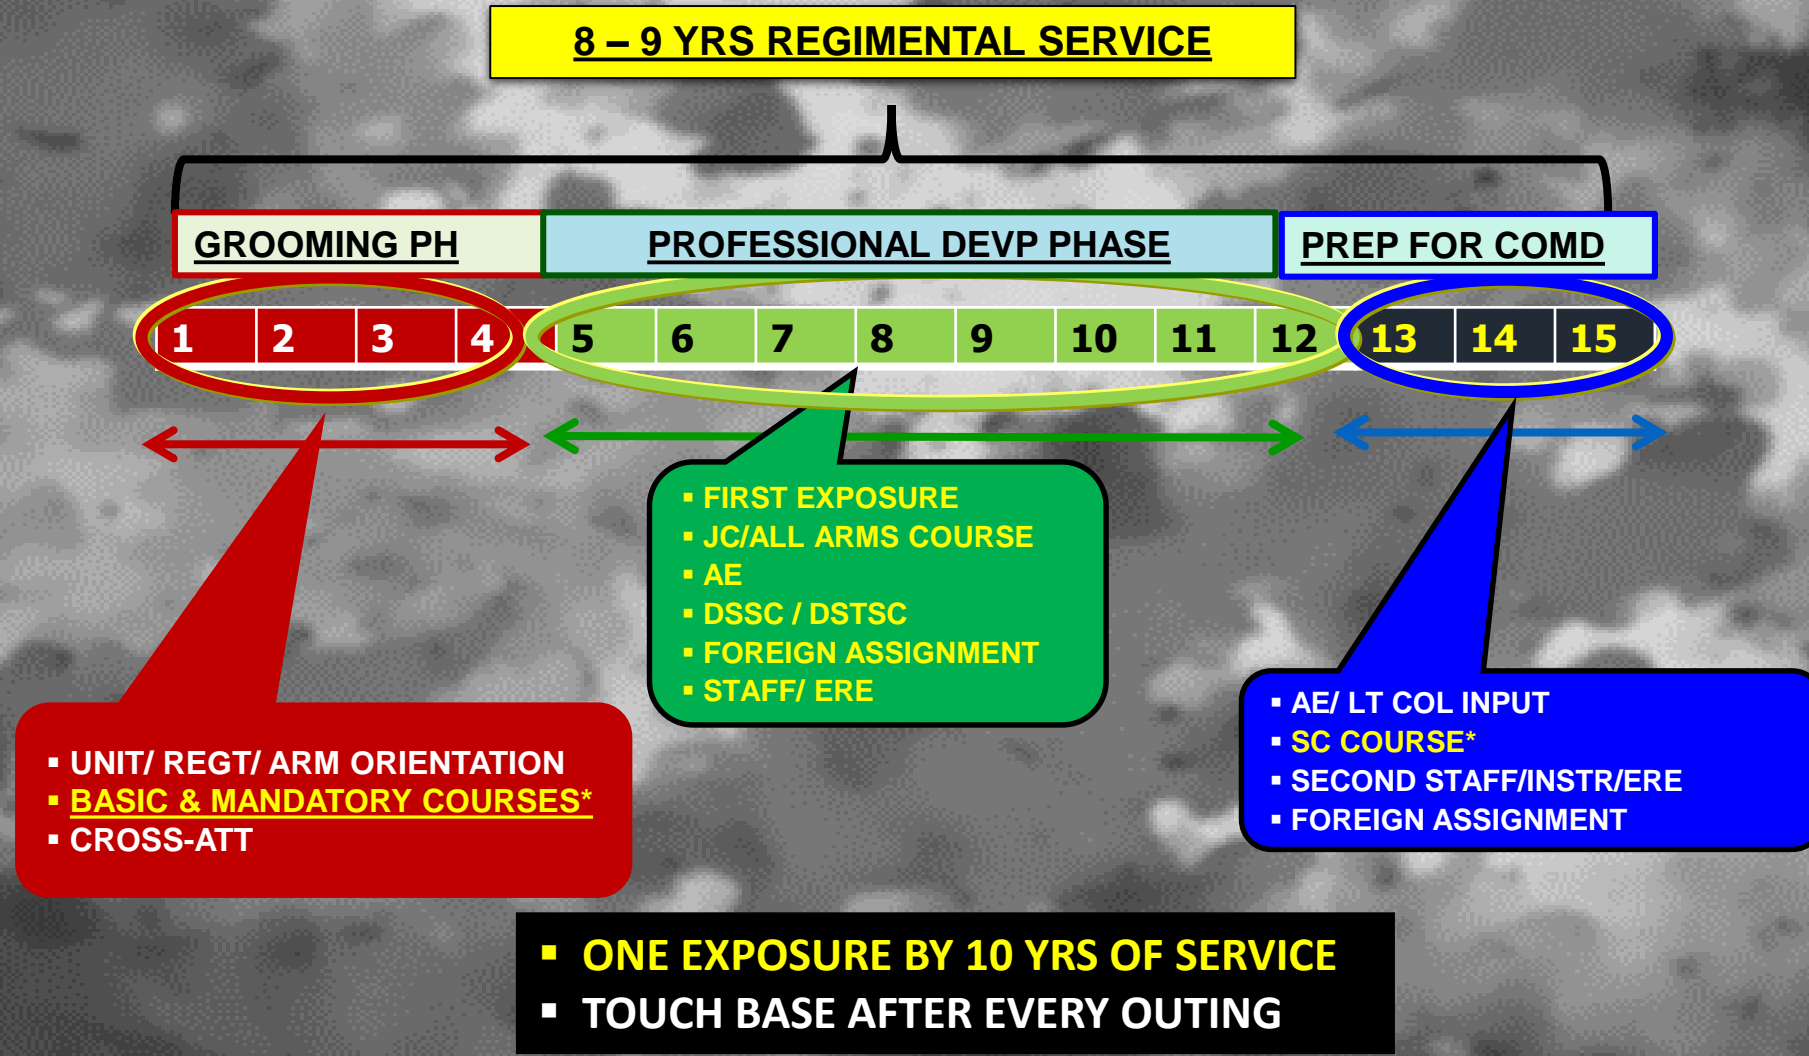 8 – 9 YRS REGIMENTAL SERVICE
GROOMING PH
PROFESSIONAL DEVP PHASE
PREP FOR COMD
1 2 3 4 5 6 7 8 9 10 11 12 13 14 15
▪ FIRST EXPOSURE
▪ JC/ALL ARMS COURSE
▪ AE
▪ DSSC / DSTSC
▪ FOREIGN ASSIGNMENT
▪ STAFF/ ERE
▪ UNIT/ REGT/ ARM ORIENTATION
▪ BASIC & MANDATORY COURSES*
▪ CROSS-ATT
▪ AE/ LT COL INPUT
▪ SC COURSE*
▪ SECOND STAFF/INSTR/ERE
▪ FOREIGN ASSIGNMENT
▪ ONE EXPOSURE BY 10 YRS OF SERVICE
▪ TOUCH BASE AFTER EVERY OUTING